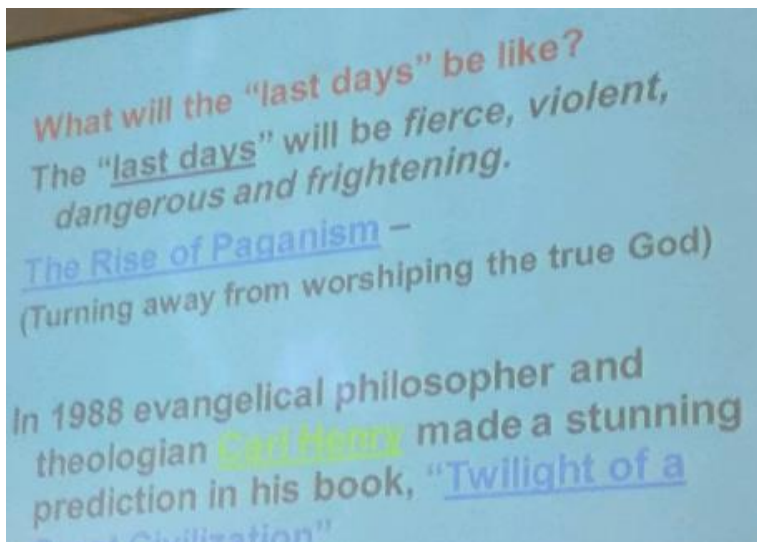 What will the “last days” be like?
The “last days” will be fierce, violent,
dangerous and frightening.
The Rise of Paganism –
(Turning away from worshiping the true God)
In 1988 evangelical philosopher and
theologian Carl Henry made a stunning
prediction in his book, “Twilight of a
Civilization”